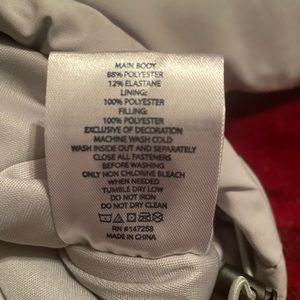 MAIN BODY
88% POLYESTER
12% ELASTANE
LINING:
100% POLYESTER
FILLING:
100% POLYESTER
EXCLUSIVE OF DECORATION
MACHINE WASH COLD
WASH INSIDE OUT AND SEPARATELY
CLOSE ALL FASTENERS
BEFORE WASHING
ONLY NON CHLORINE BLEACH
WHEN NEEDED
TUMBLE DRY LOW
DO NOT IRON
DO NOT DRY CLEAN
RN #147258
MADE IN CHINA